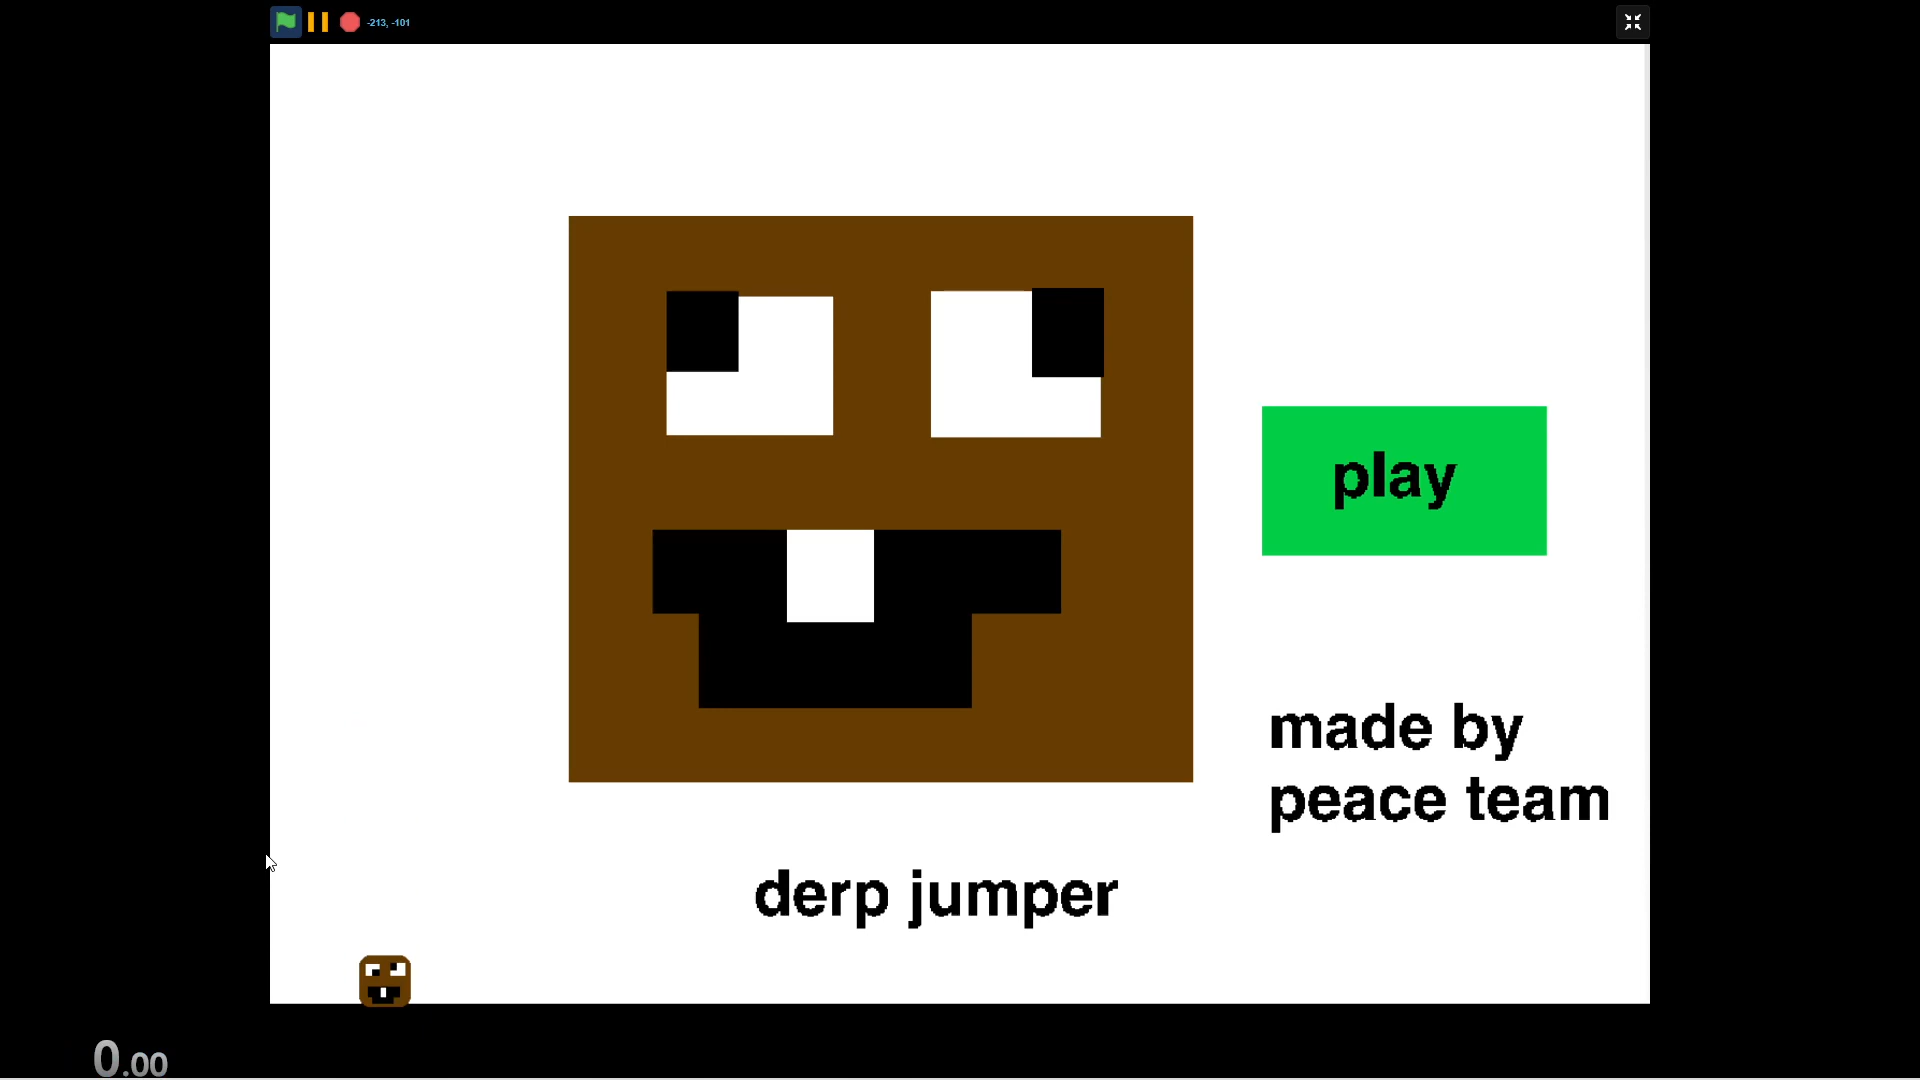 -213, -101
play
made by
peace team
derp jumper
0.00